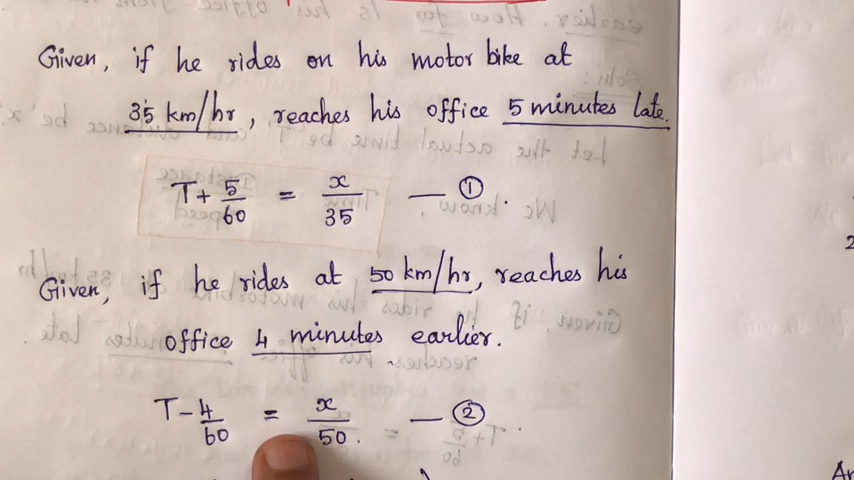 Given, if he rides on his motor bike at
35 km/hr, reaches his office 5 minutes late.
T + 5/60 = x/35 — ①.
Given, if he rides at 50 km/hr, reaches his
office 4 minutes earlier.
T - 4/60 = x/50. — ②.
2
An